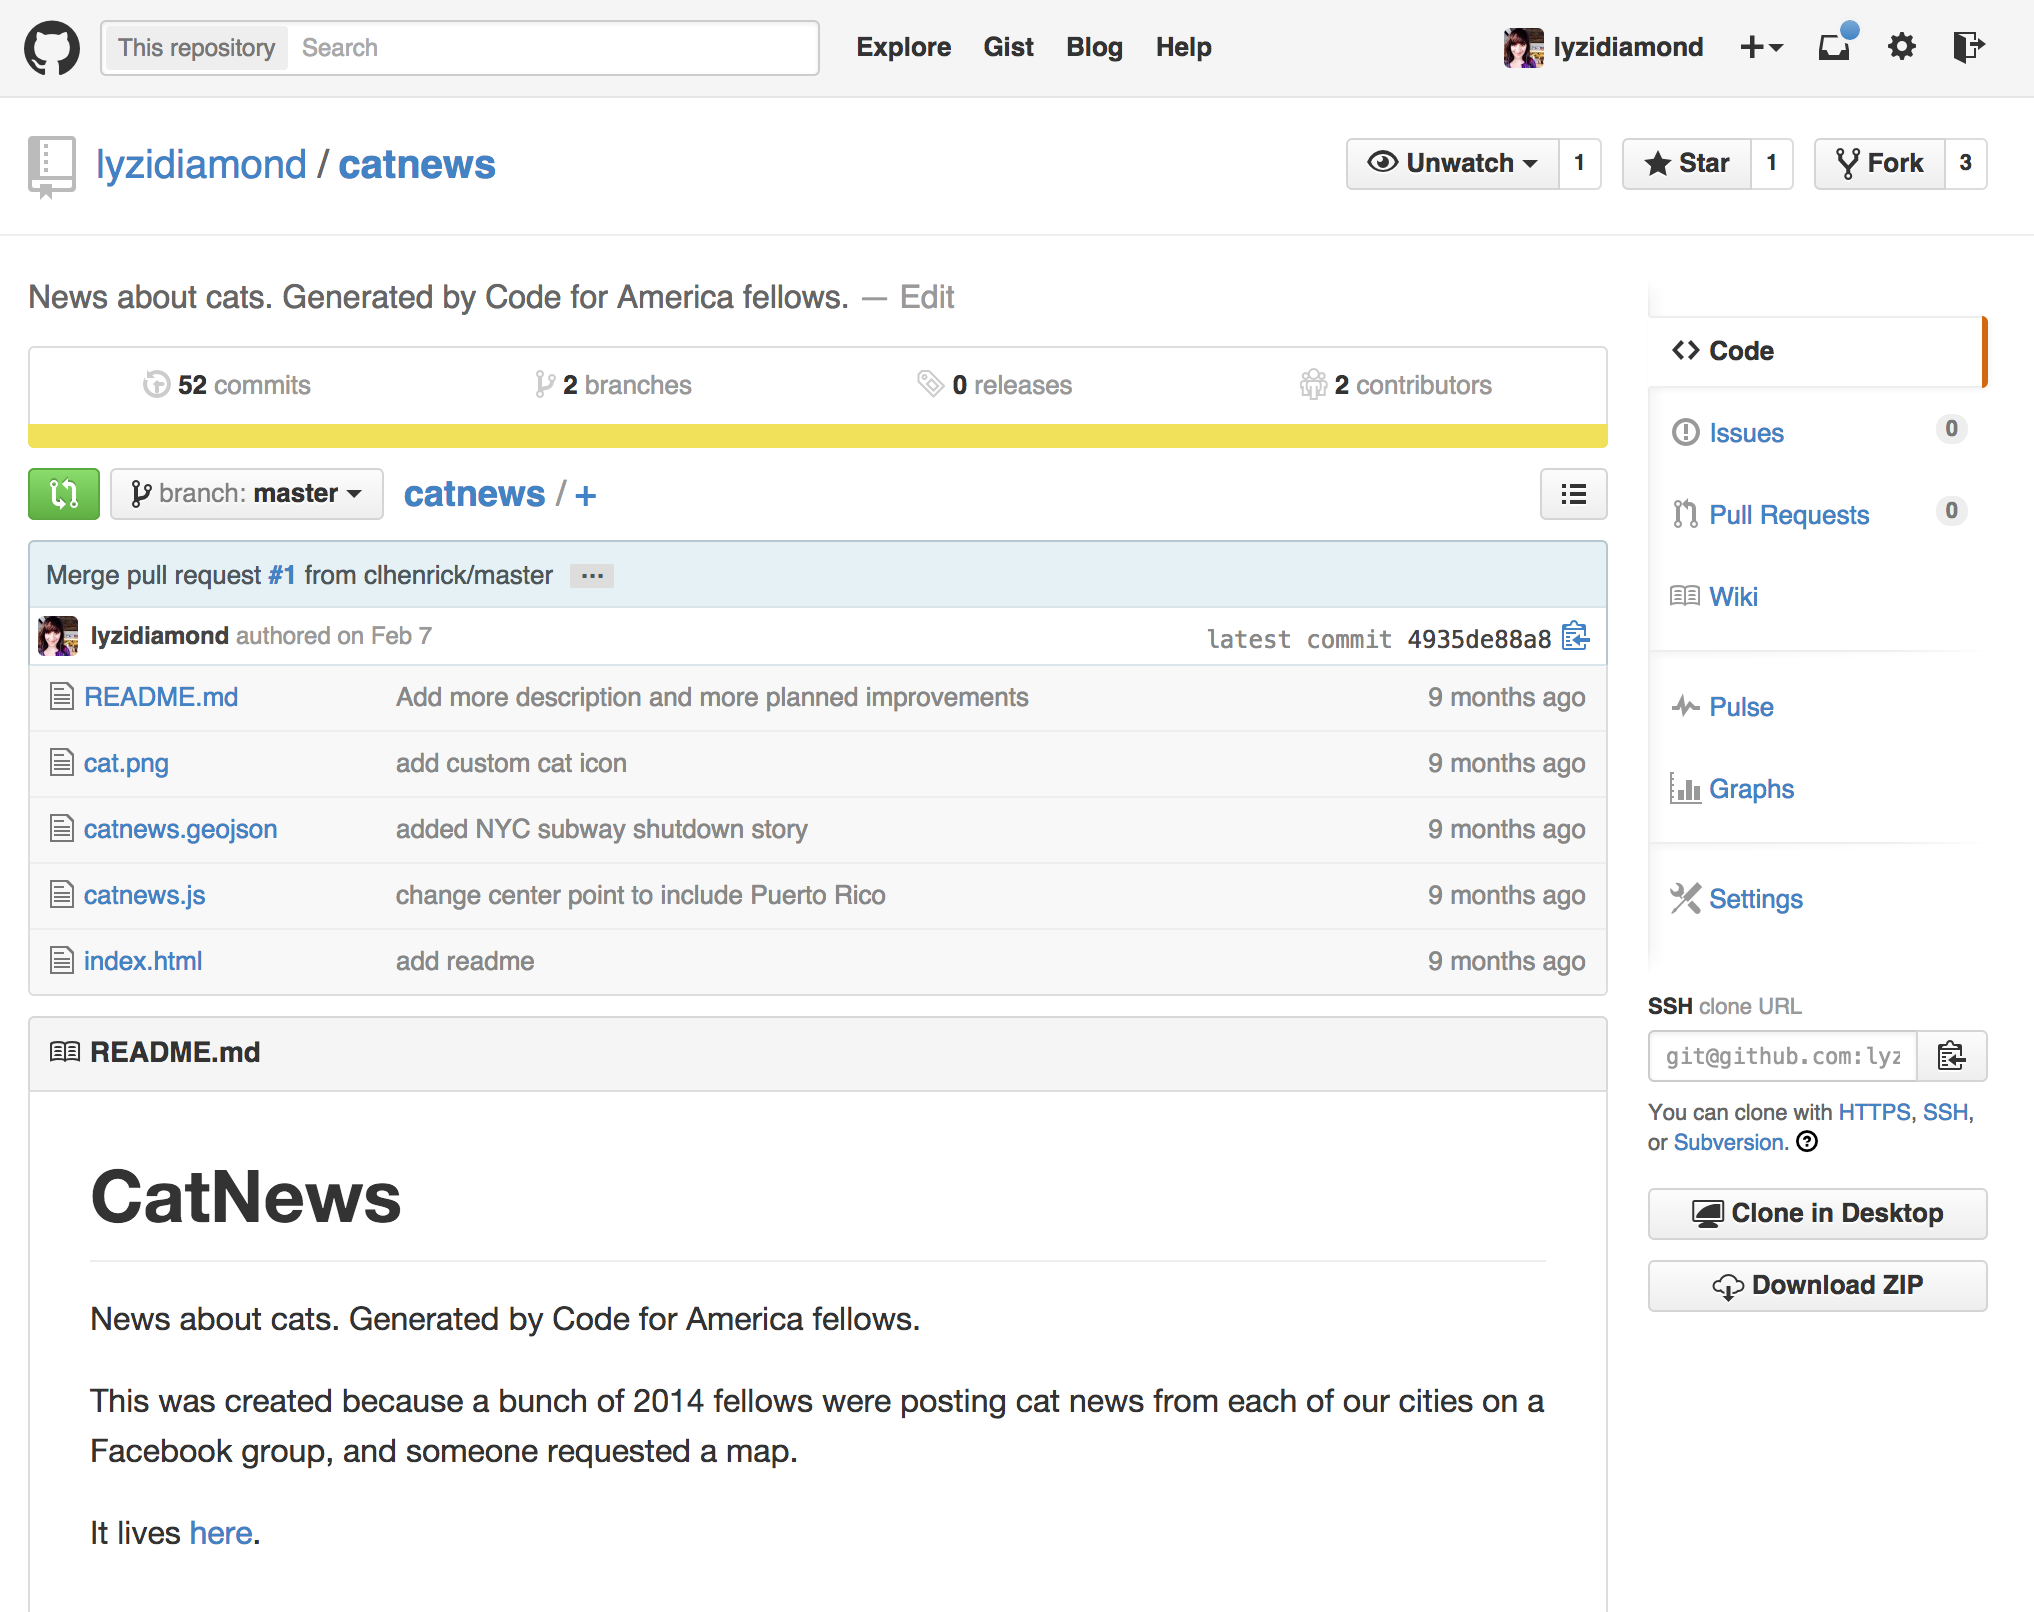 This repository Search Explore Gist Blog Help lyzidiamond
lyzidiamond / catnews Unwatch 1 Star 1 Fork 3
News about cats. Generated by Code for America fellows. — Edit
52 commits 2 branches 0 releases 2 contributors
branch: master catnews / +
Merge pull request #1 from clhenrick/master ...
lyzidiamond authored on Feb 7 latest commit 4935de88a8
README.md Add more description and more planned improvements 9 months ago
cat.png add custom cat icon 9 months ago
catnews.geojson added NYC subway shutdown story 9 months ago
catnews.js change center point to include Puerto Rico 9 months ago
index.html add readme 9 months ago
README.md
CatNews
News about cats. Generated by Code for America fellows.
This was created because a bunch of 2014 fellows were posting cat news from each of our cities on a
Facebook group, and someone requested a map.
It lives here.
Code
Issues 0
Pull Requests 0
Wiki
Pulse
Graphs
Settings
SSH clone URL
git@github.com:lyz
You can clone with HTTPS, SSH,
or Subversion.
Clone in Desktop
Download ZIP